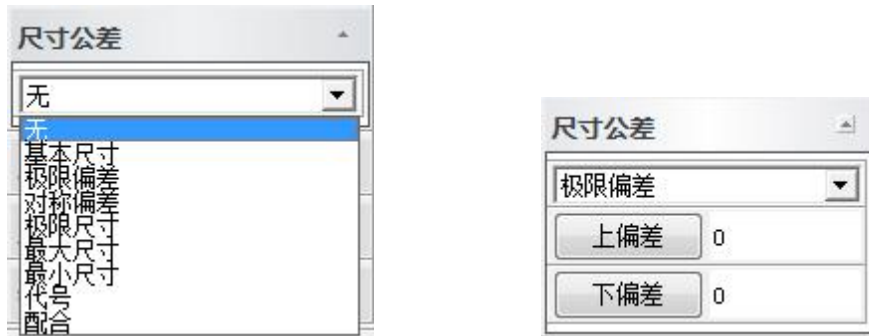 尺寸公差
无
无
基本尺寸
极限偏差
对称偏差
极限尺寸
最大尺寸
最小尺寸
代号
配合
尺寸公差
极限偏差
上偏差 0
下偏差 0